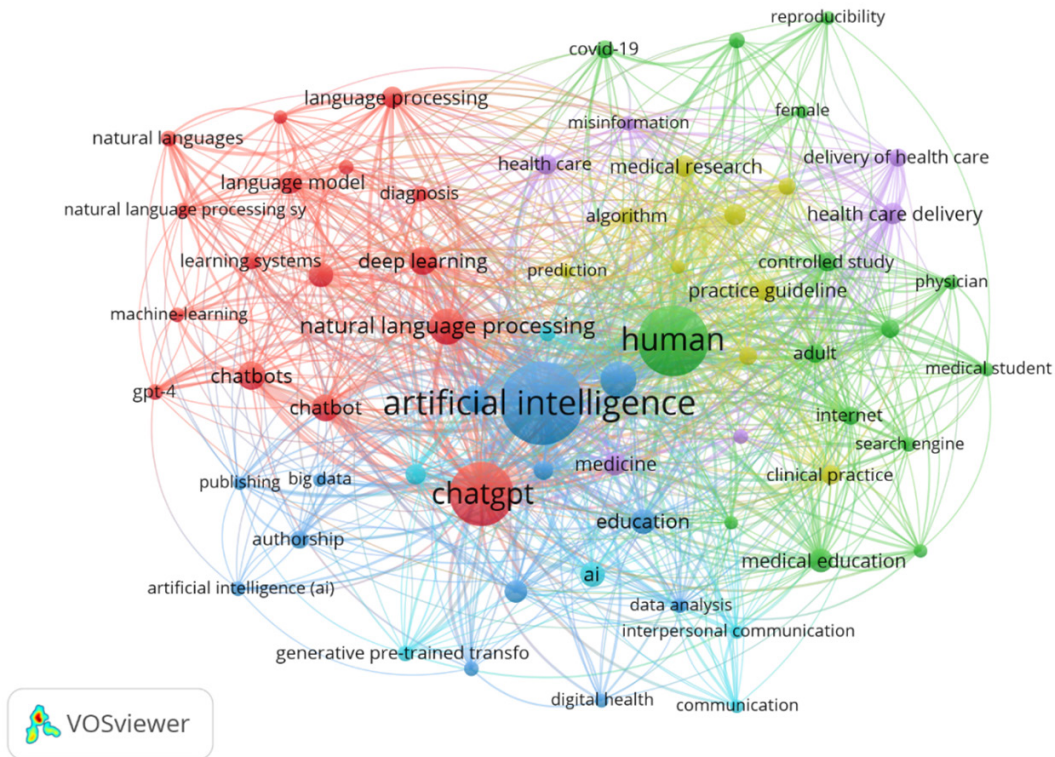 reproducibility
covid-19
language processing
female
misinformation
natural languages
delivery of health care
health care
medical research
language model
diagnosis
natural language processing sy
algorithm
health care delivery
learning systems
deep learning
prediction
controlled study
physician
practice guideline
machine-learning
natural language processing
human
adult
medical student
chatbots
gpt-4
chatbot
artificial intelligence
internet
search engine
medicine
clinical practice
publishing
big data
chatgpt
education
authorship
medical education
ai
artificial intelligence (ai)
data analysis
interpersonal communication
generative pre-trained transfo
digital health
communication
VOSviewer